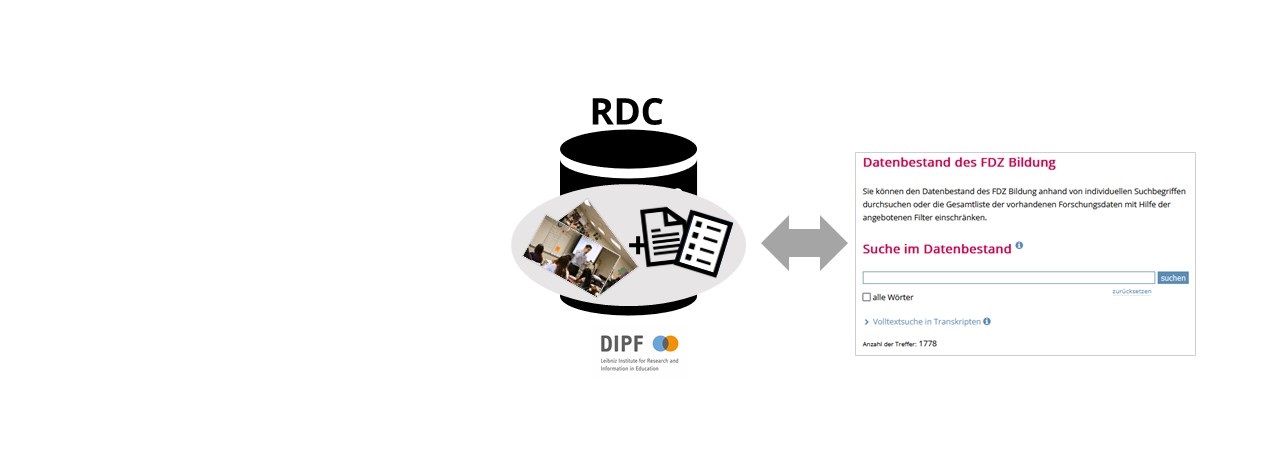 RDC
+
DIPF
Leibniz Institute for Research and
Information in Education
Datenbestand des FDZ Bildung
Sie können den Datenbestand des FDZ Bildung anhand von individuellen Suchbegriffen
durchsuchen oder die Gesamtliste der vorhandenen Forschungsdaten mit Hilfe der
angebotenen Filter einschränken.
Suche im Datenbestand
suchen
zurücksetzen
alle Wörter
Volltextsuche in Transkripten
Anzahl der Treffer: 1778